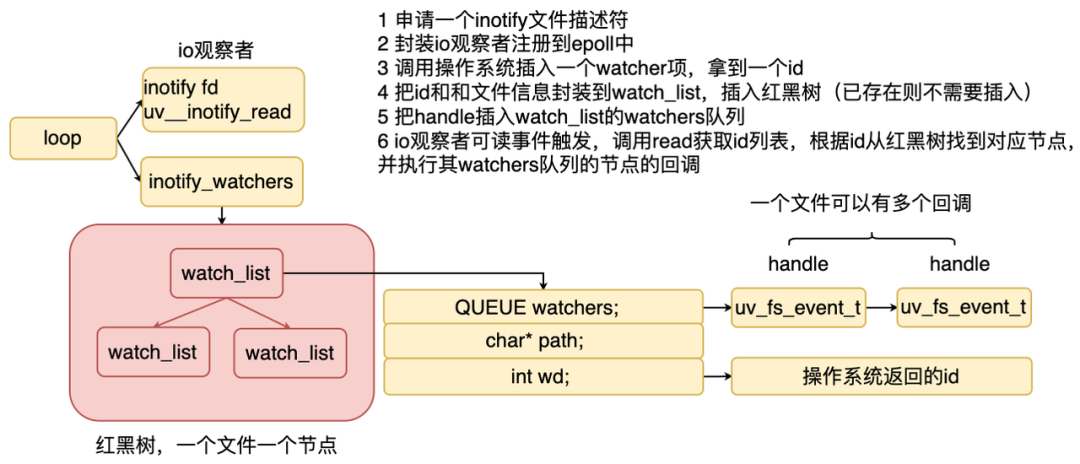 1 申请一个inotify文件描述符
2 封装io观察者注册到epoll中
3 调用操作系统插入一个watcher项，拿到一个id
4 把id和和文件信息封装到watch_list，插入红黑树（已存在则不需要插入）
5 把handle插入watch_list的watchers队列
6 io观察者可读事件触发，调用read获取id列表，根据id从红黑树找到对应节点，
并执行其watchers队列的节点的回调
io观察者
inotify fd
uv__inotify_read
loop
inotify_watchers
watch_list
watch_list
watch_list
红黑树，一个文件一个节点
一个文件可以有多个回调
handle
handle
QUEUE watchers;
uv_fs_event_t
uv_fs_event_t
char* path;
int wd;
操作系统返回的id